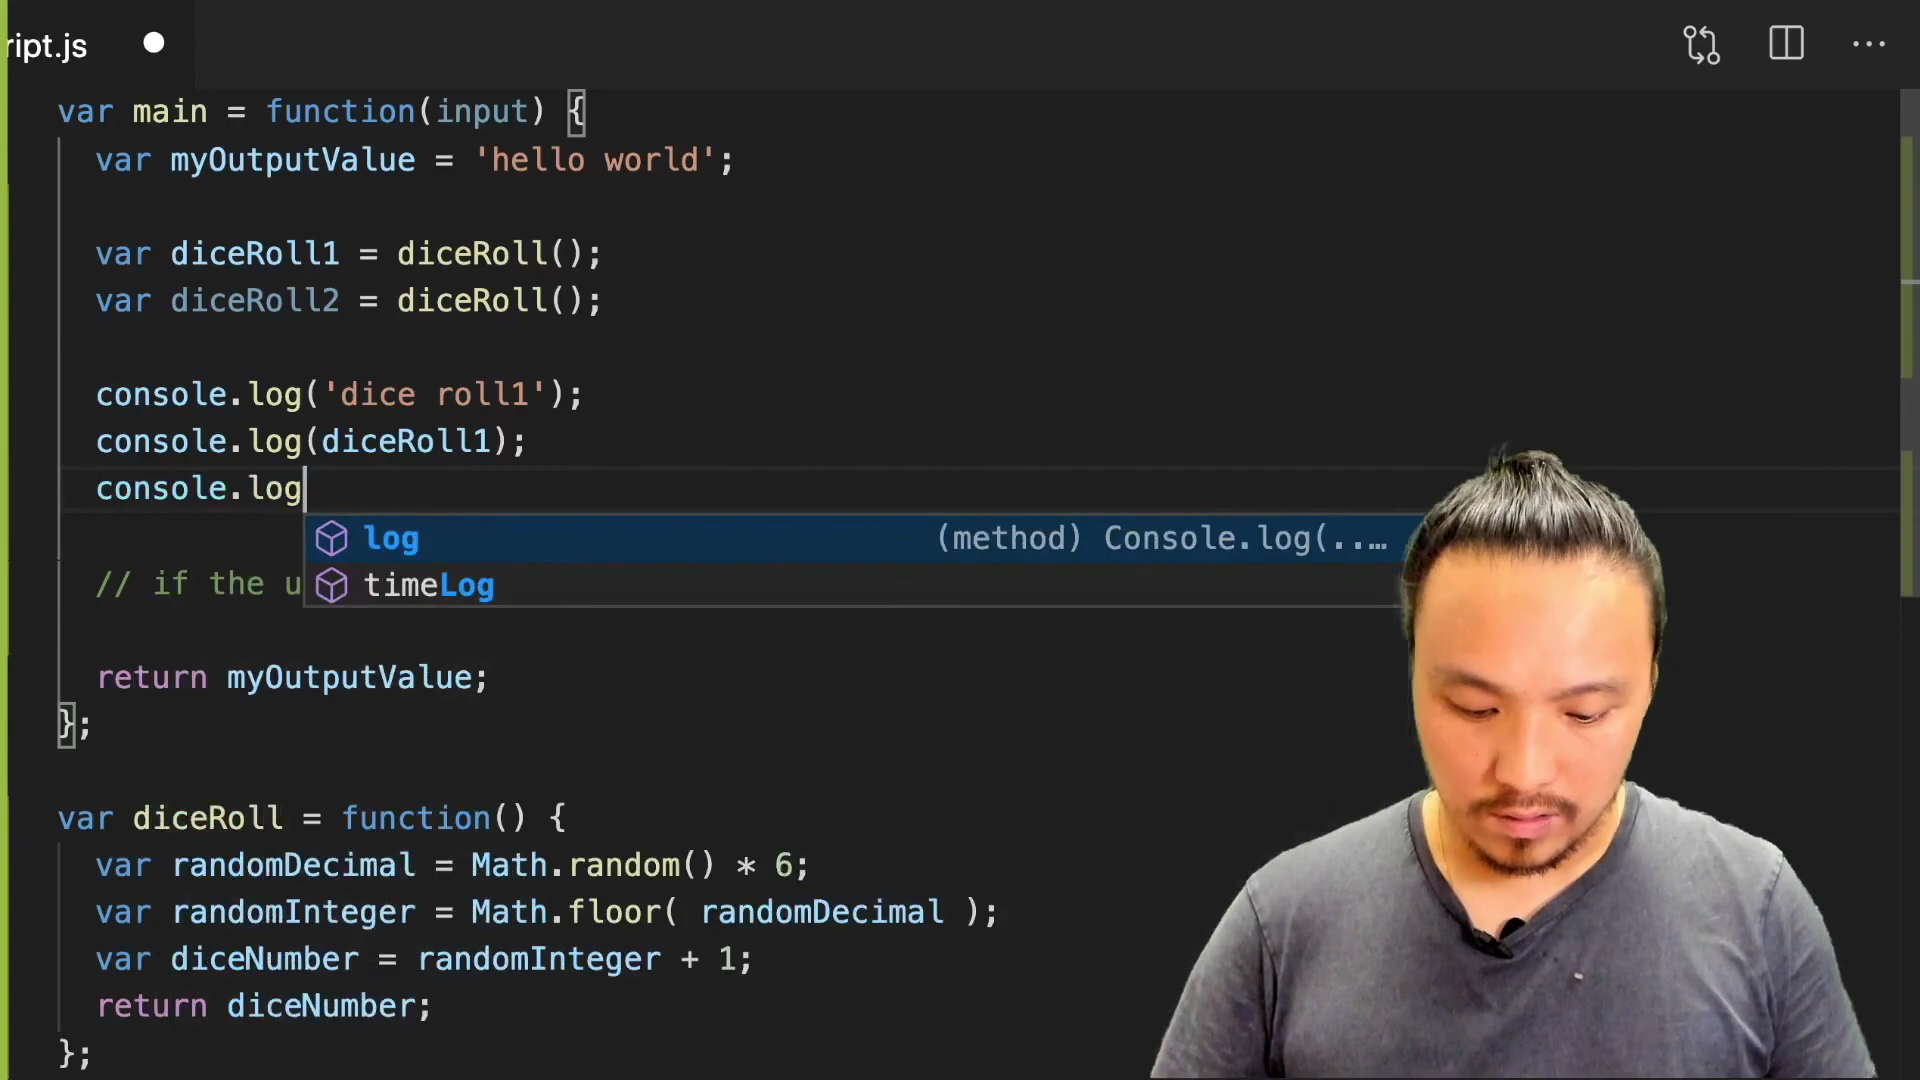 ript.js
var main = function(input) {
var myOutputValue = 'hello world';
var diceRoll1 = diceRoll();
var diceRoll2 = diceRoll();
console.log('dice roll1');
console.log(diceRoll1);
console.log
log (method) Console.log(..…
timeLog
// if the u
return myOutputValue;
};
var diceRoll = function() {
var randomDecimal = Math.random() * 6;
var randomInteger = Math.floor( randomDecimal );
var diceNumber = randomInteger + 1;
return diceNumber;
};